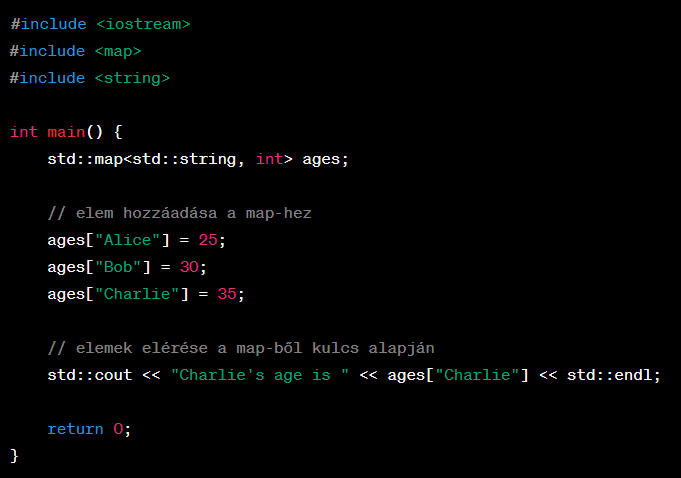 #include <iostream>
#include <map>
#include <string>
int main() {
    std::map<std::string, int> ages;
    // elem hozzáadása a map-hez
    ages["Alice"] = 25;
    ages["Bob"] = 30;
    ages["Charlie"] = 35;
    // elemek elérése a map-ből kulcs alapján
    std::cout << "Charlie's age is " << ages["Charlie"] << std::endl;
    return 0;
}